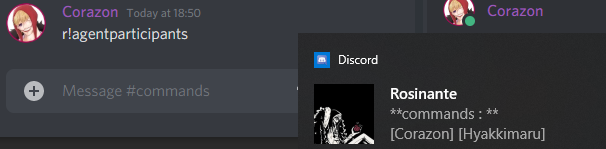 Corazon Today at 18:50
r!agentparticipants
Message #commands
Corazon
Discord
Rosinante
**commands : **
[Corazon] [Hyakkimaru]